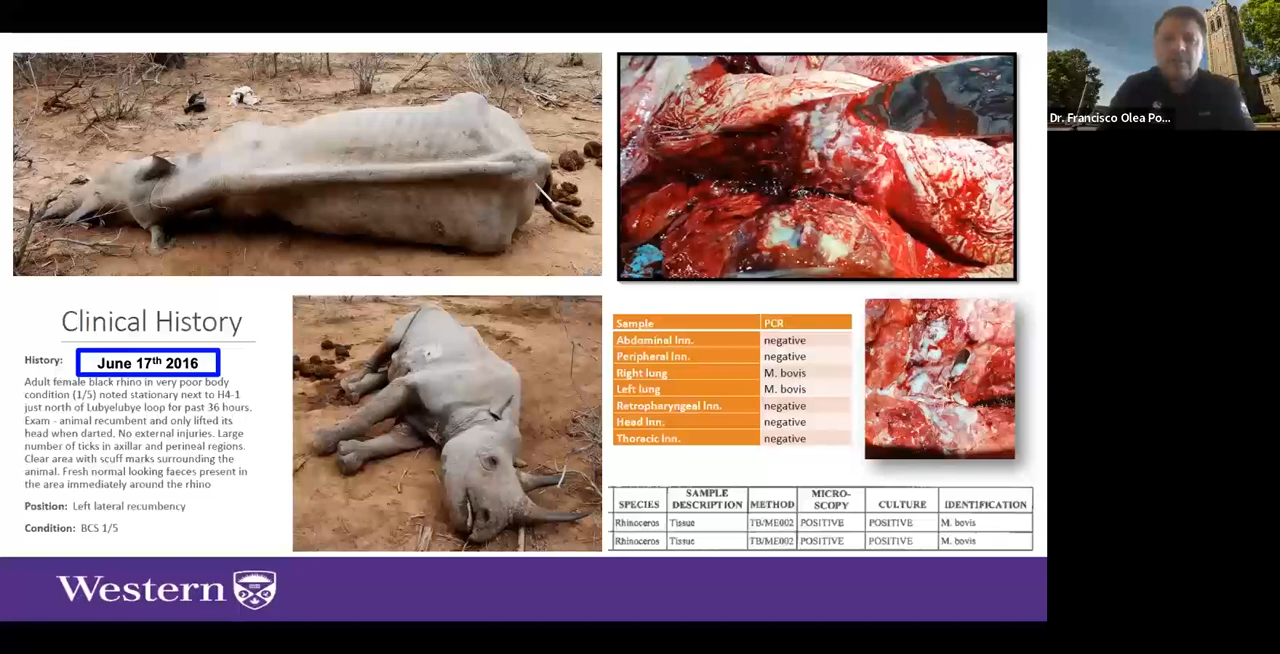 Dr. Francisco Olea Po...
Clinical History
History: June 17th 2016
Adult female black rhino in very poor body
condition (1/5) noted stationary next to H4-1
just north of Lubyelubye loop for past 36 hours.
Exam - animal recumbent and only lifted its
head when darted. No external injuries. Large
number of ticks in axillar and perineal regions.
Clear area with scuff marks surrounding the
animal. Fresh normal looking faeces present in
the area immediately around the rhino
Position: Left lateral recumbency
Condition: BCS 1/5
Sample PCR
Abdominal lnn. negative
Peripheral lnn. negative
Right lung M. bovis
Left lung M. bovis
Retropharyngeal lnn. negative
Head lnn. negative
Thoracic lnn. negative
SPECIES SAMPLE DESCRIPTION METHOD MICRO-SCOPY CULTURE IDENTIFICATION
Rhinoceros Tissue TB/ME002 POSITIVE POSITIVE M. bovis
Rhinoceros Tissue TB/ME002 POSITIVE POSITIVE M. bovis
Western